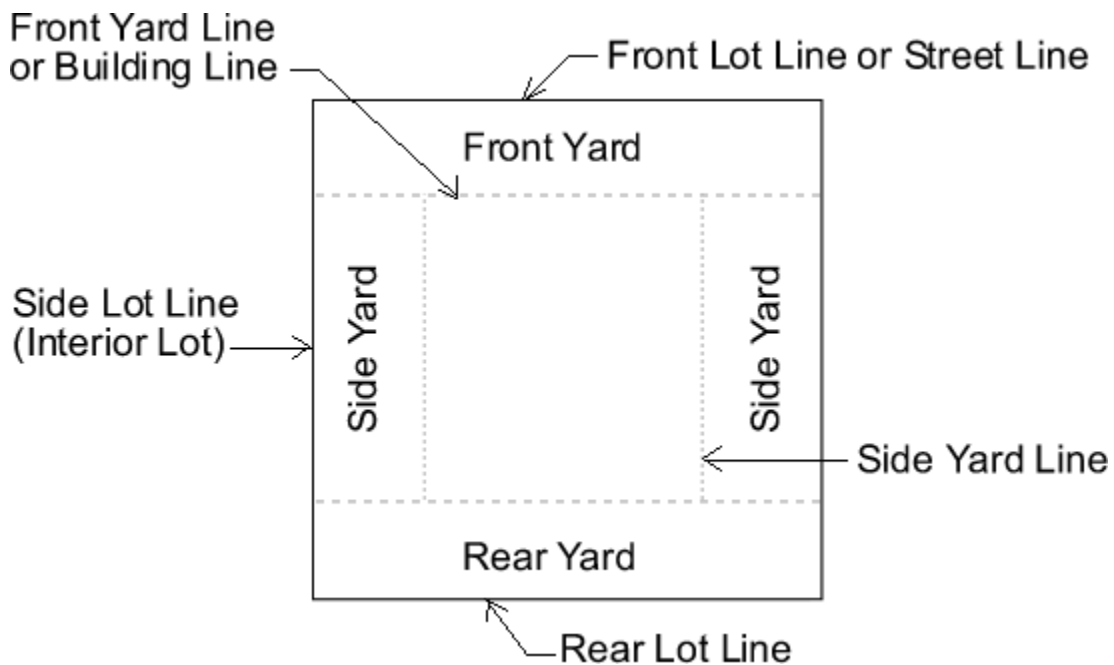 Front Yard Line
or Building Line
Front Lot Line or Street Line
Front Yard
Side Lot Line
(Interior Lot)
Side Yard
Side Yard
Side Yard Line
Rear Yard
Rear Lot Line